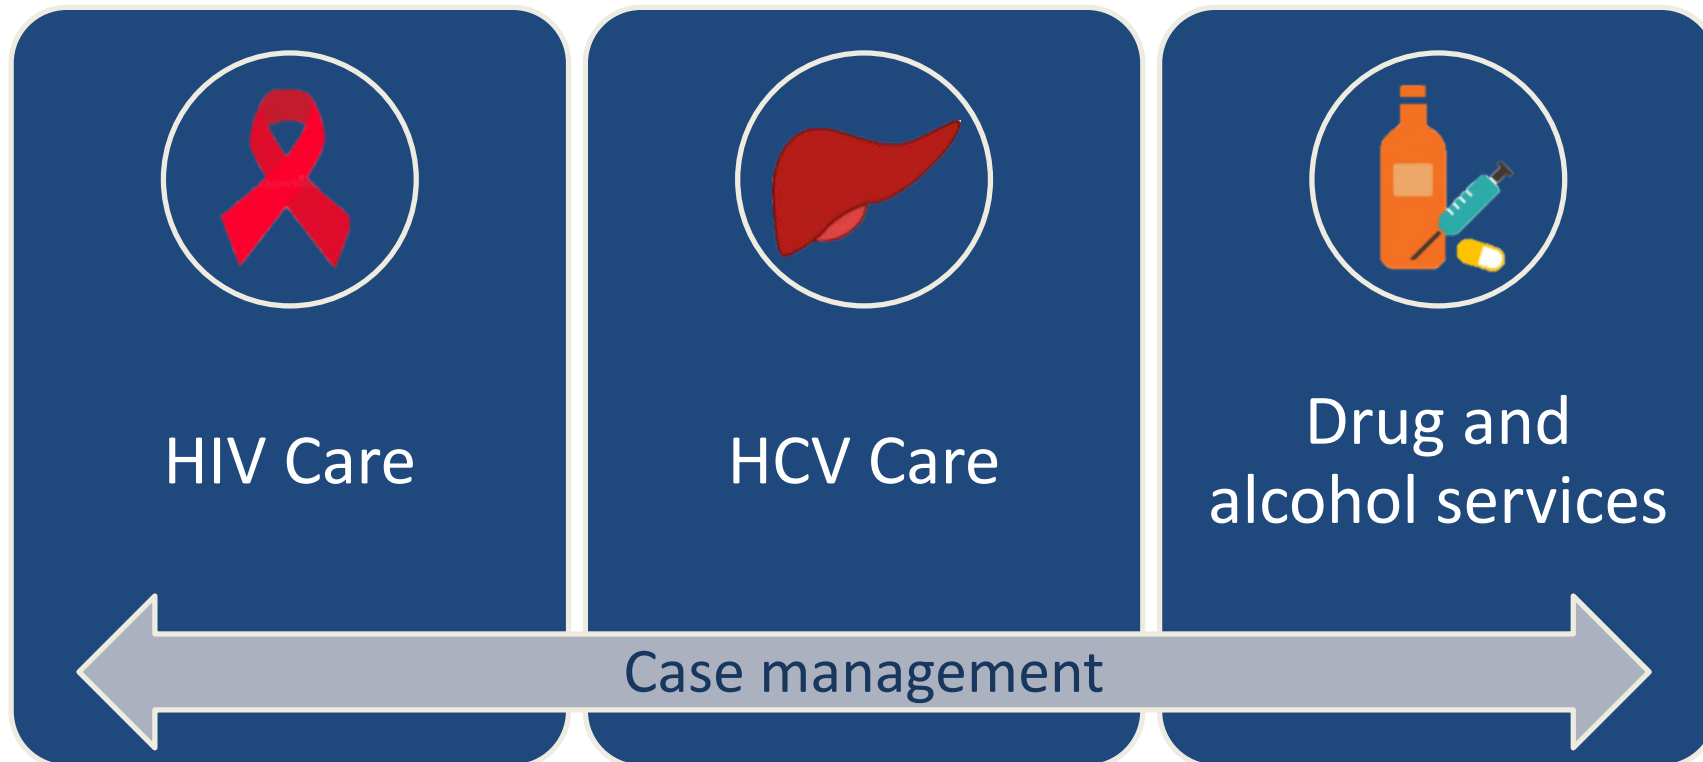 HIV Care
HCV Care
Drug and
alcohol services
Case management